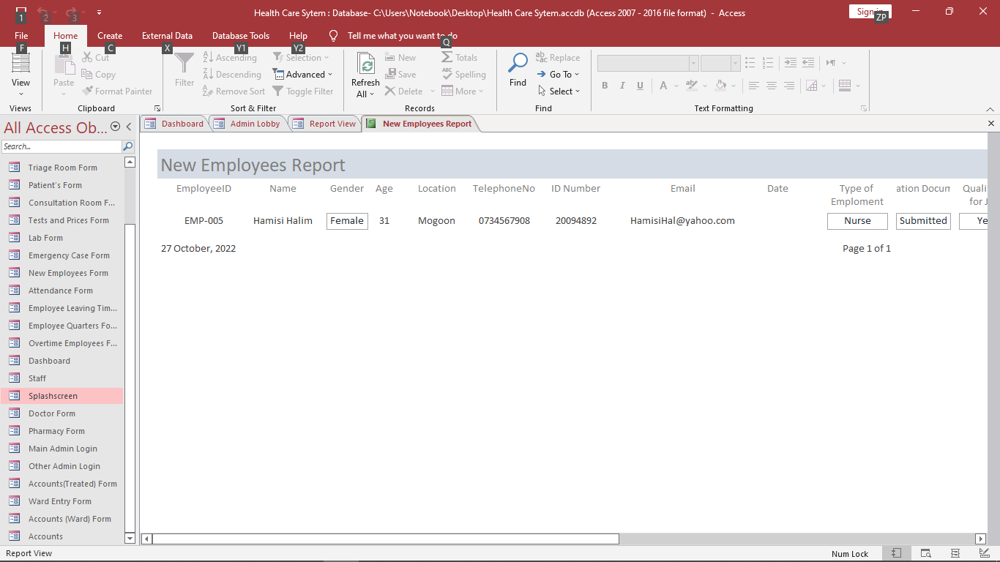 1 2 3
Health Care Sytem : Database- C:\Users\Notebook\Desktop\Health Care Sytem.accdb (Access 2007 - 2016 file format) - Access
ZP
File Home Create External Data Database Tools Help Tell me what you want to do
F H C X Y1 Y2 Q
View
Views
Paste
Cut
Copy
Format Painter
Clipboard
Filter
Ascending
Descending
Remove Sort
Selection
Advanced
Toggle Filter
Sort & Filter
Refresh
All
New
Save
Delete
Totals
Spelling
More
Records
Find
Replace
Go To
Select
Find
B I U A
Text Formatting
All Access Ob...
Search...
Triage Room Form
Patient's Form
Consultation Room F...
Tests and Prices Form
Lab Form
Emergency Case Form
New Employees Form
Attendance Form
Employee Leaving Tim...
Employee Quarters Fo...
Overtime Employees F...
Dashboard
Staff
Splashscreen
Doctor Form
Pharmacy Form
Main Admin Login
Other Admin Login
Accounts(Treated) Form
Ward Entry Form
Accounts (Ward) Form
Accounts
Dashboard Admin Lobby Report View New Employees Report
New Employees Report
EmployeeID Name Gender Age Location TelephoneNo ID Number Email Date Type of
Emploment
for
EMP-005 Hamisi Halim Female 31 Mogoon 0734567908 20094892 HamisiHal@yahoo.com Nurse Submitted
27 October, 2022 Page 1 of 1
Report View Num Lock